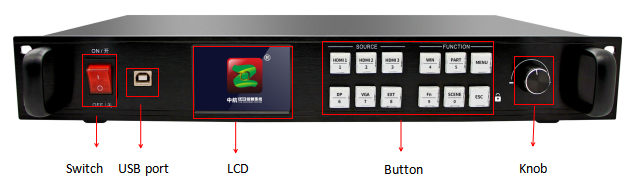 ON / 开
OFF / 关
®
SOURCE
FUNCTION
HDMI 1
1
HDMI 2
2
HDMI 3
3
WIN
4
PART
5
MENU
DP
6
VGA
7
EXT
8
Fn
9
SCENE
0
ESC
Switch
USB port
LCD
Button
Knob